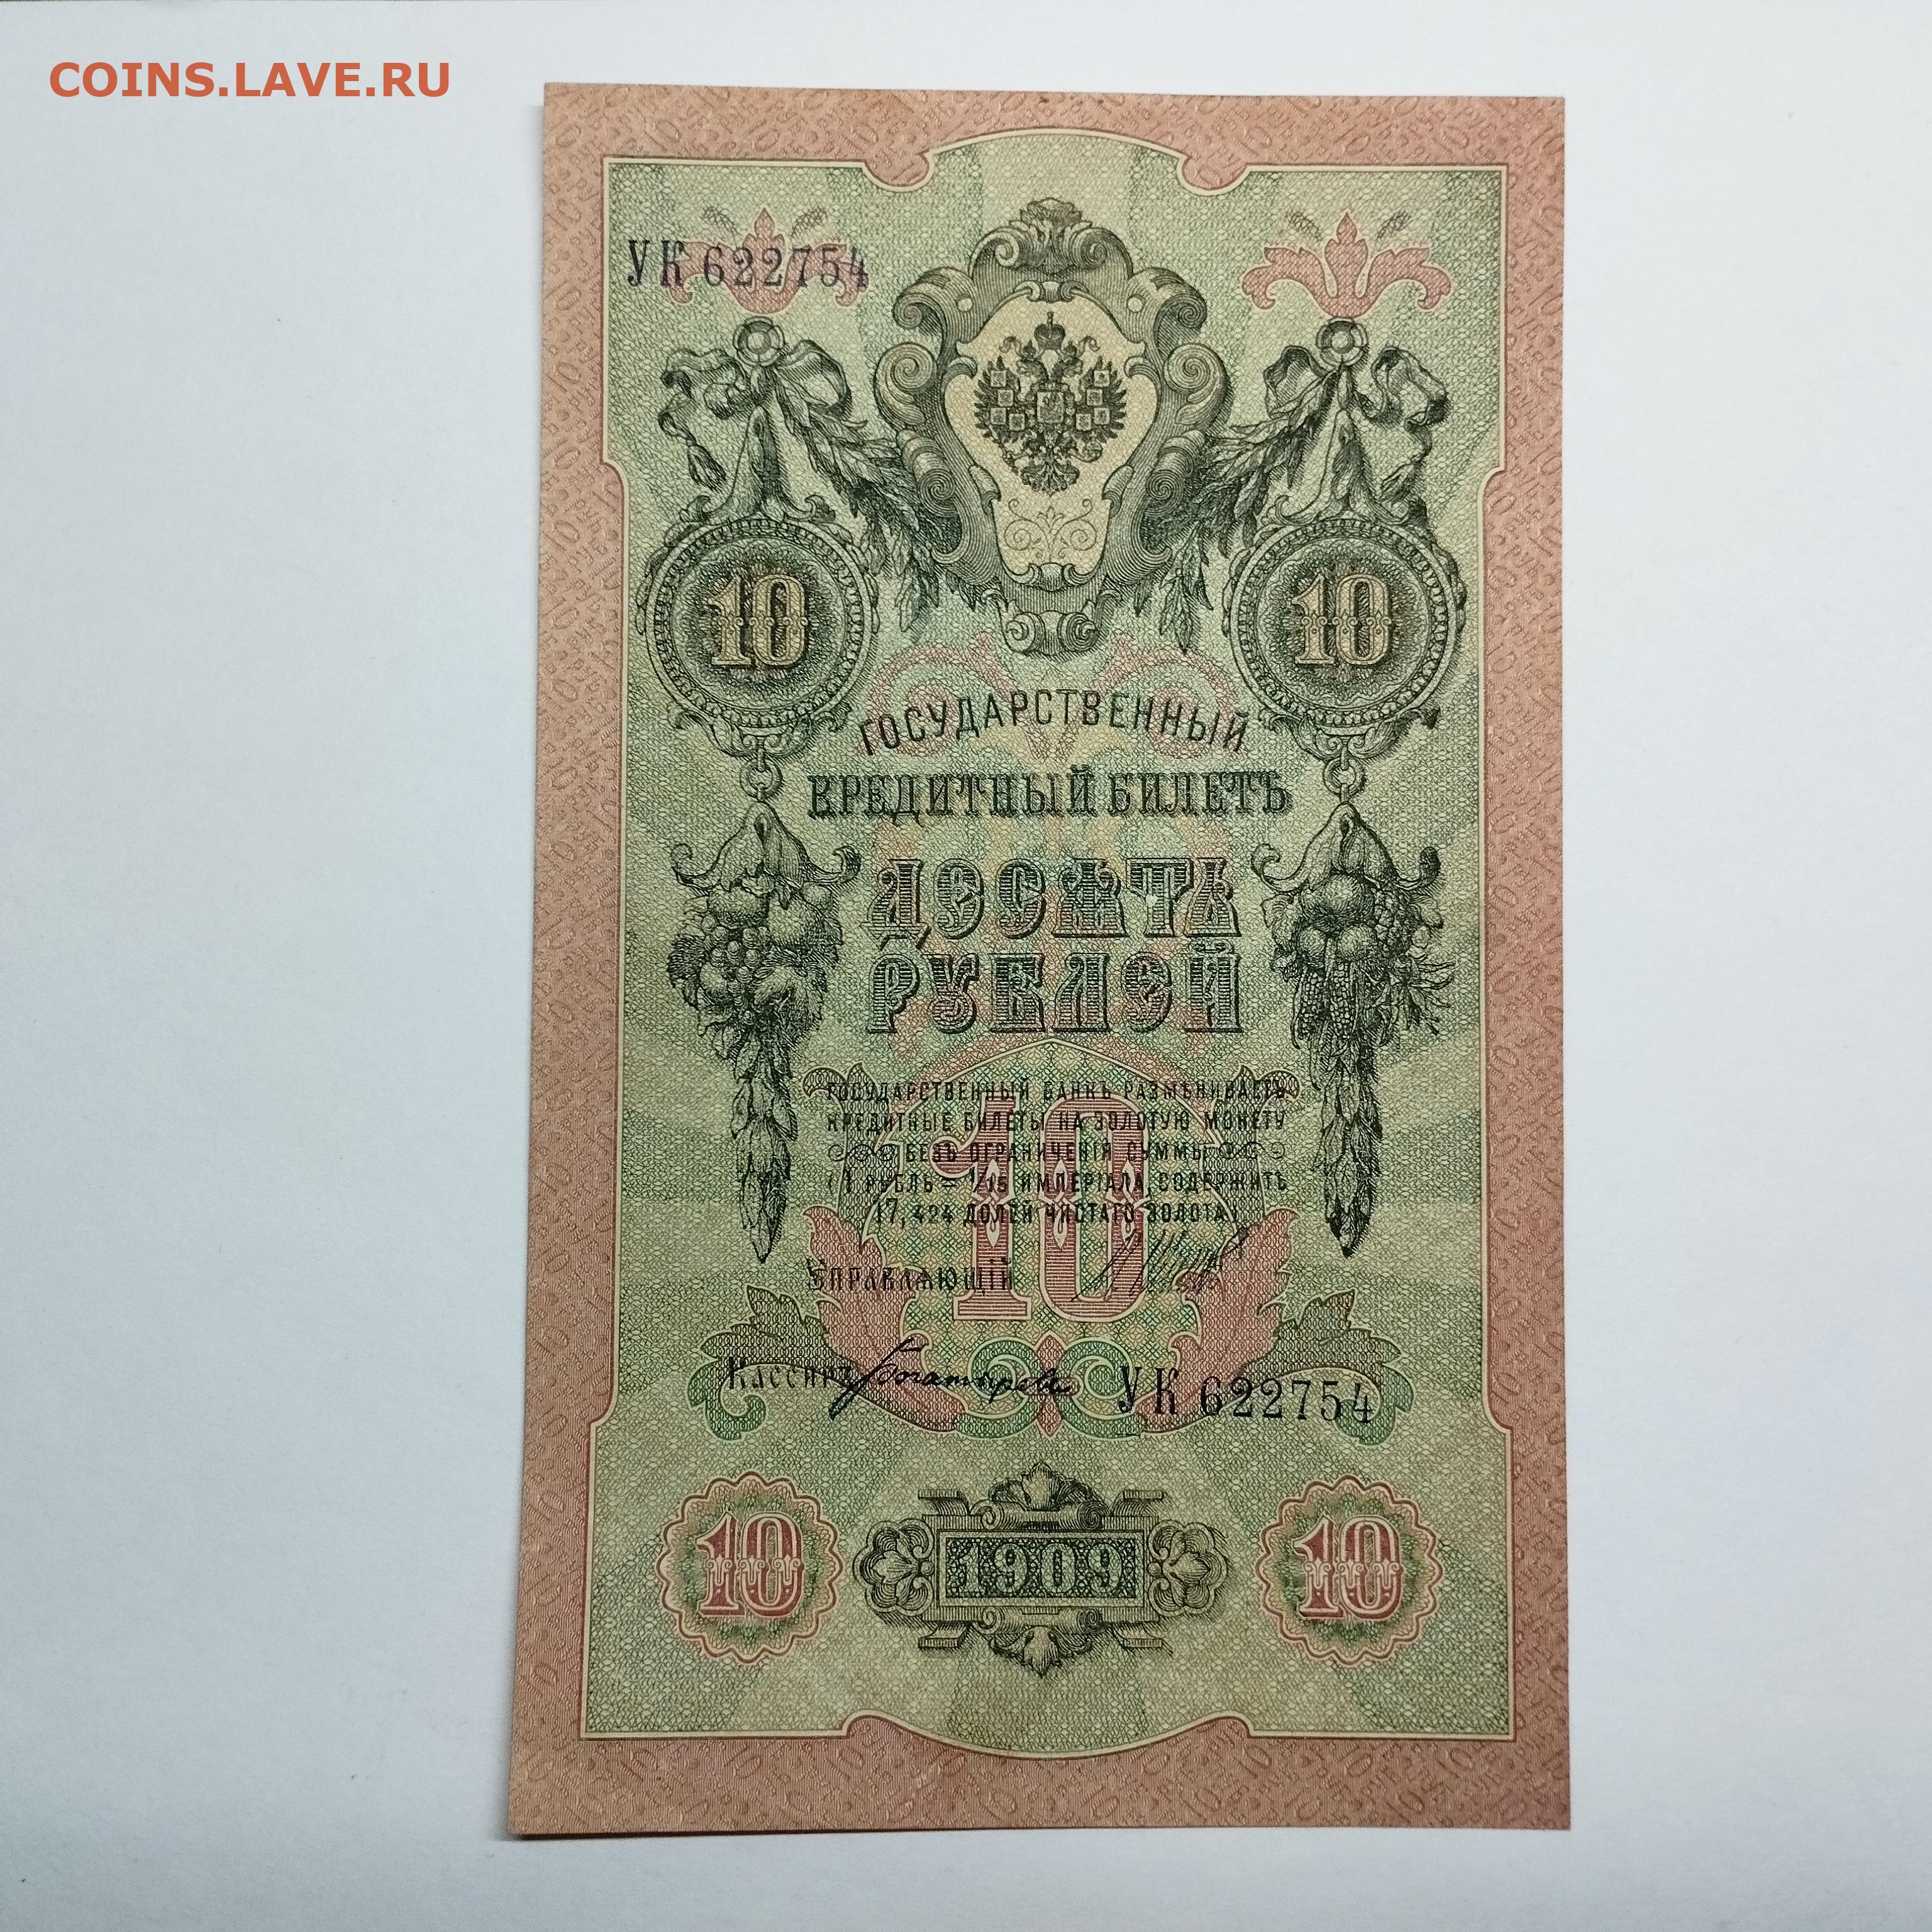 COINS.LAVE.RU
УК 622754
10 10
ГОСУДАРСТВЕННЫЙ
КРЕДИТНЫЙ БИЛЕТЪ
ДЕСЯТЬ
РУБЛЕЙ
ГОСУДАРСТВЕННЫЙ БАНКЪ РАЗМѢНИВАЕТЪ
КРЕДИТНЫЕ БИЛЕТЫ НА ЗОЛОТУЮ МОНЕТУ
БЕЗЪ ОГРАНИЧЕНІЯ СУММЫ
(1 РУБЛЬ = 1/15 ИМПЕРІАЛА, СОДЕРЖИТЪ
17,424 ДОЛЕЙ ЧИСТАГО ЗОЛОТА)
10
УПРАВЛЯЮЩІЙ
Кассиръ Богатыревъ УК 622754
10 1909 10